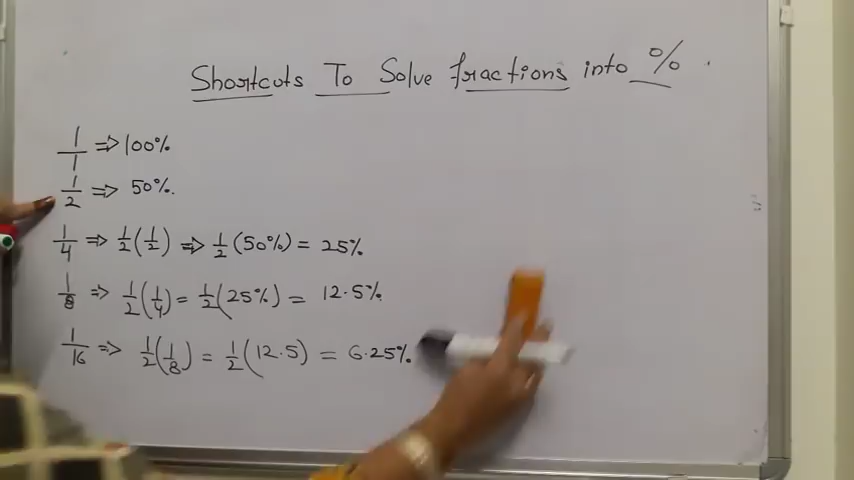 Shortcuts To Solve fractions into %.
1/1 ⇒ 100%
1/2 ⇒ 50%.
1/4 ⇒ 1/2(1/2) ⇒ 1/2(50%) = 25%
1/8 ⇒ 1/2(1/4) = 1/2(25%) = 12.5%
1/16 ⇒ 1/2(1/8) = 1/2(12.5) = 6.25%